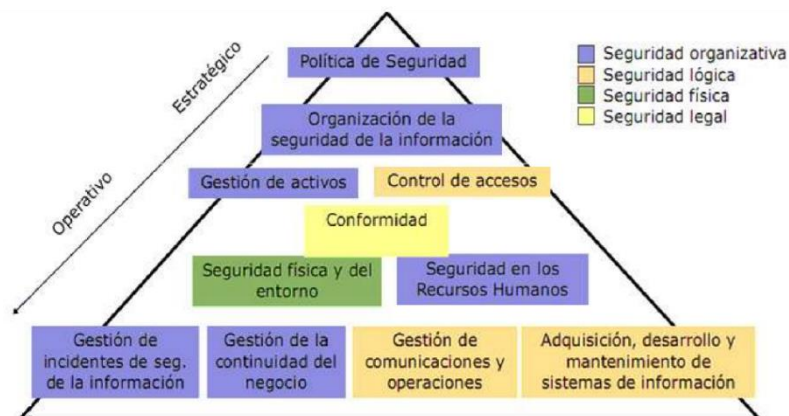 Estratégico
Operativo
Política de Seguridad
Organización de la
seguridad de la información
Gestión de activos
Control de accesos
Conformidad
Seguridad física y del
entorno
Seguridad en los
Recursos Humanos
Gestión de
incidentes de seg.
de la información
Gestión de la
continuidad del
negocio
Gestión de
comunicaciones y
operaciones
Adquisición, desarrollo y
mantenimiento de
sistemas de información
Seguridad organizativa
Seguridad lógica
Seguridad física
Seguridad legal